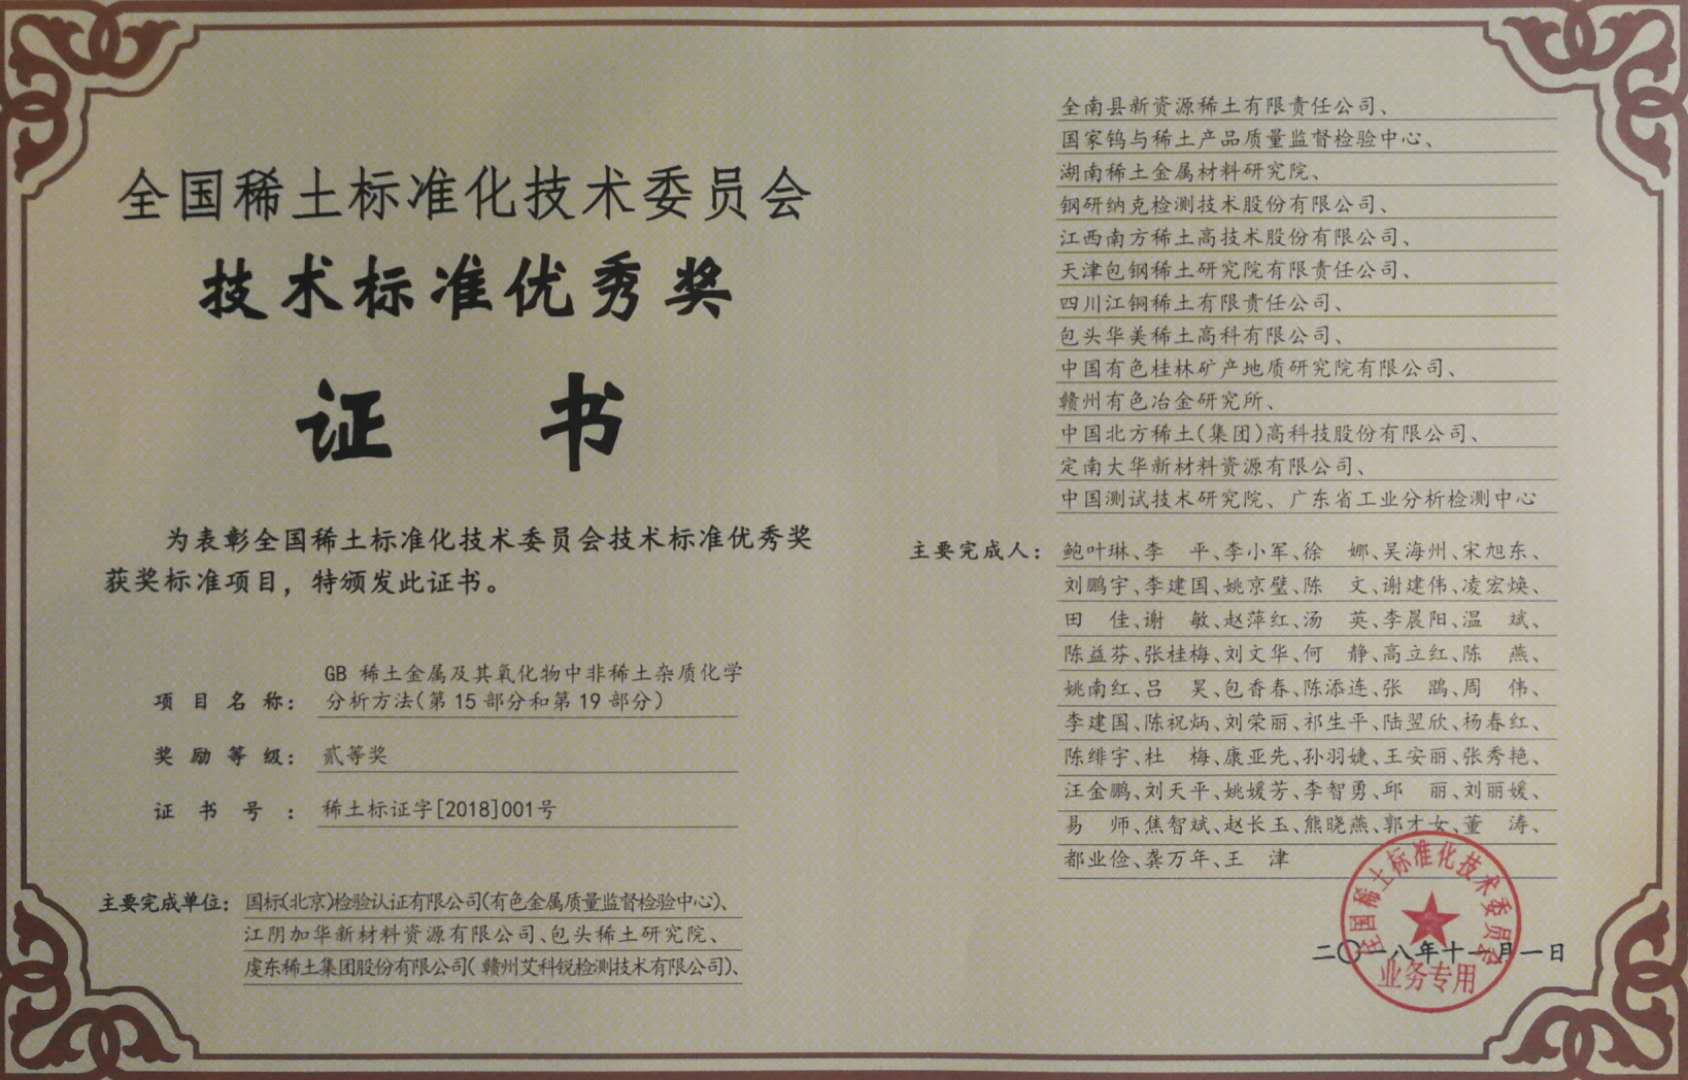 全国稀土标准化技术委员会
技术标准优秀奖
证 书
为表彰全国稀土标准化技术委员会技术标准优秀奖
获奖标准项目，特颁发此证书。
GB 稀土金属及其氧化物中非稀土杂质化学
项目名称：分析方法(第15部分和第19部分)
奖励等级：贰等奖
证书号：稀土标证字[2018]001号
主要完成单位：国标(北京)检验认证有限公司(有色金属质量监督检验中心)、
江阴加华新材料资源有限公司、包头稀土研究院、
虔东稀土集团股份有限公司(赣州艾科锐检测技术有限公司)、
全南县新资源稀土有限责任公司、
国家钨与稀土产品质量监督检验中心、
湖南稀土金属材料研究院、
钢研纳克检测技术股份有限公司、
江西南方稀土高技术股份有限公司、
天津包钢稀土研究院有限责任公司、
四川江铜稀土有限责任公司、
包头华美稀土高科有限公司、
中国有色桂林矿产地质研究院有限公司、
赣州有色冶金研究所、
中国北方稀土(集团)高科技股份有限公司、
定南大华新材料资源有限公司、
中国测试技术研究院、广东省工业分析检测中心
主要完成人：鲍叶琳、李 平、李小军、徐 娜、吴海州、宋旭东、
刘鹏宇、李建国、姚京璧、陈 文、谢建伟、凌宏焕、
田 佳、谢 敏、赵萍红、汤 英、李晨阳、温 斌、
陈益芬、张桂梅、刘文华、何 静、高立红、陈 燕、
姚南红、吕 昊、包香春、陈添连、张 鹍、周 伟、
李建国、陈祝炳、刘荣丽、祁生平、陆翌欣、杨春红、
陈绯宇、杜 梅、康亚先、孙羽婕、王安丽、张秀艳、
汪金鹏、刘天平、姚媛芳、李智勇、邱 丽、刘丽媛、
易 师、焦智斌、赵长玉、熊晓燕、郭才女、董 涛、
都业俭、龚万年、王 津
全国稀土标准化技术委员会
二〇一八年十一月一日
业务专用